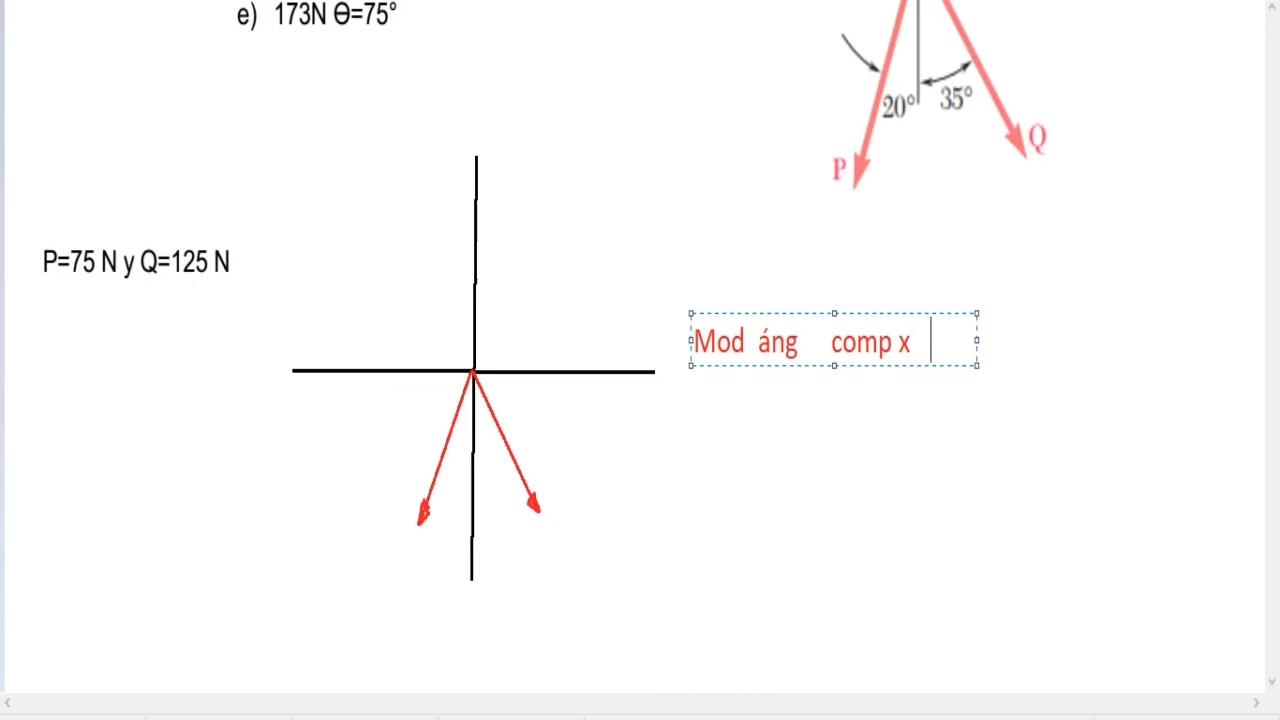 e) 173N Ɵ=75°
20° 35°
P Q
P=75 N y Q=125 N
Mod áng comp x